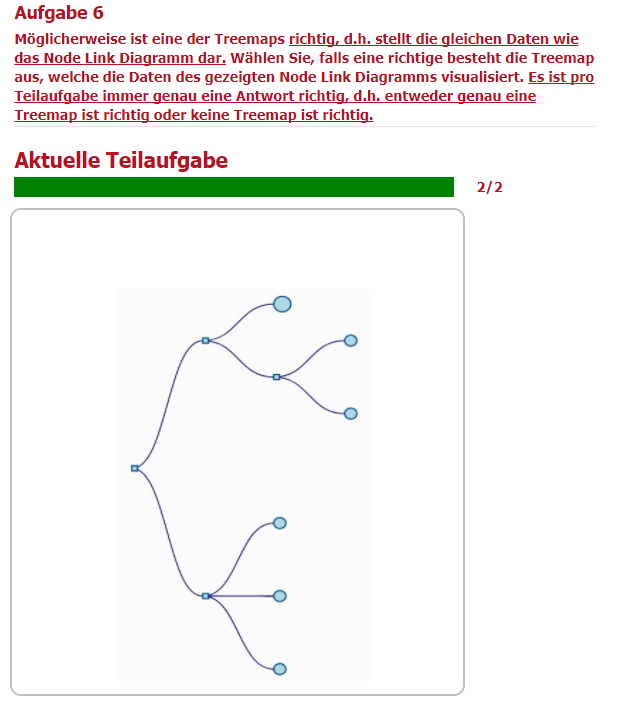 Aufgabe 6
Möglicherweise ist eine der Treemaps richtig, d.h. stellt die gleichen Daten wie
das Node Link Diagramm dar. Wählen Sie, falls eine richtige besteht die Treemap
aus, welche die Daten des gezeigten Node Link Diagramms visualisiert. Es ist pro
Teilaufgabe immer genau eine Antwort richtig, d.h. entweder genau eine
Treemap ist richtig oder keine Treemap ist richtig.
Aktuelle Teilaufgabe
2/2